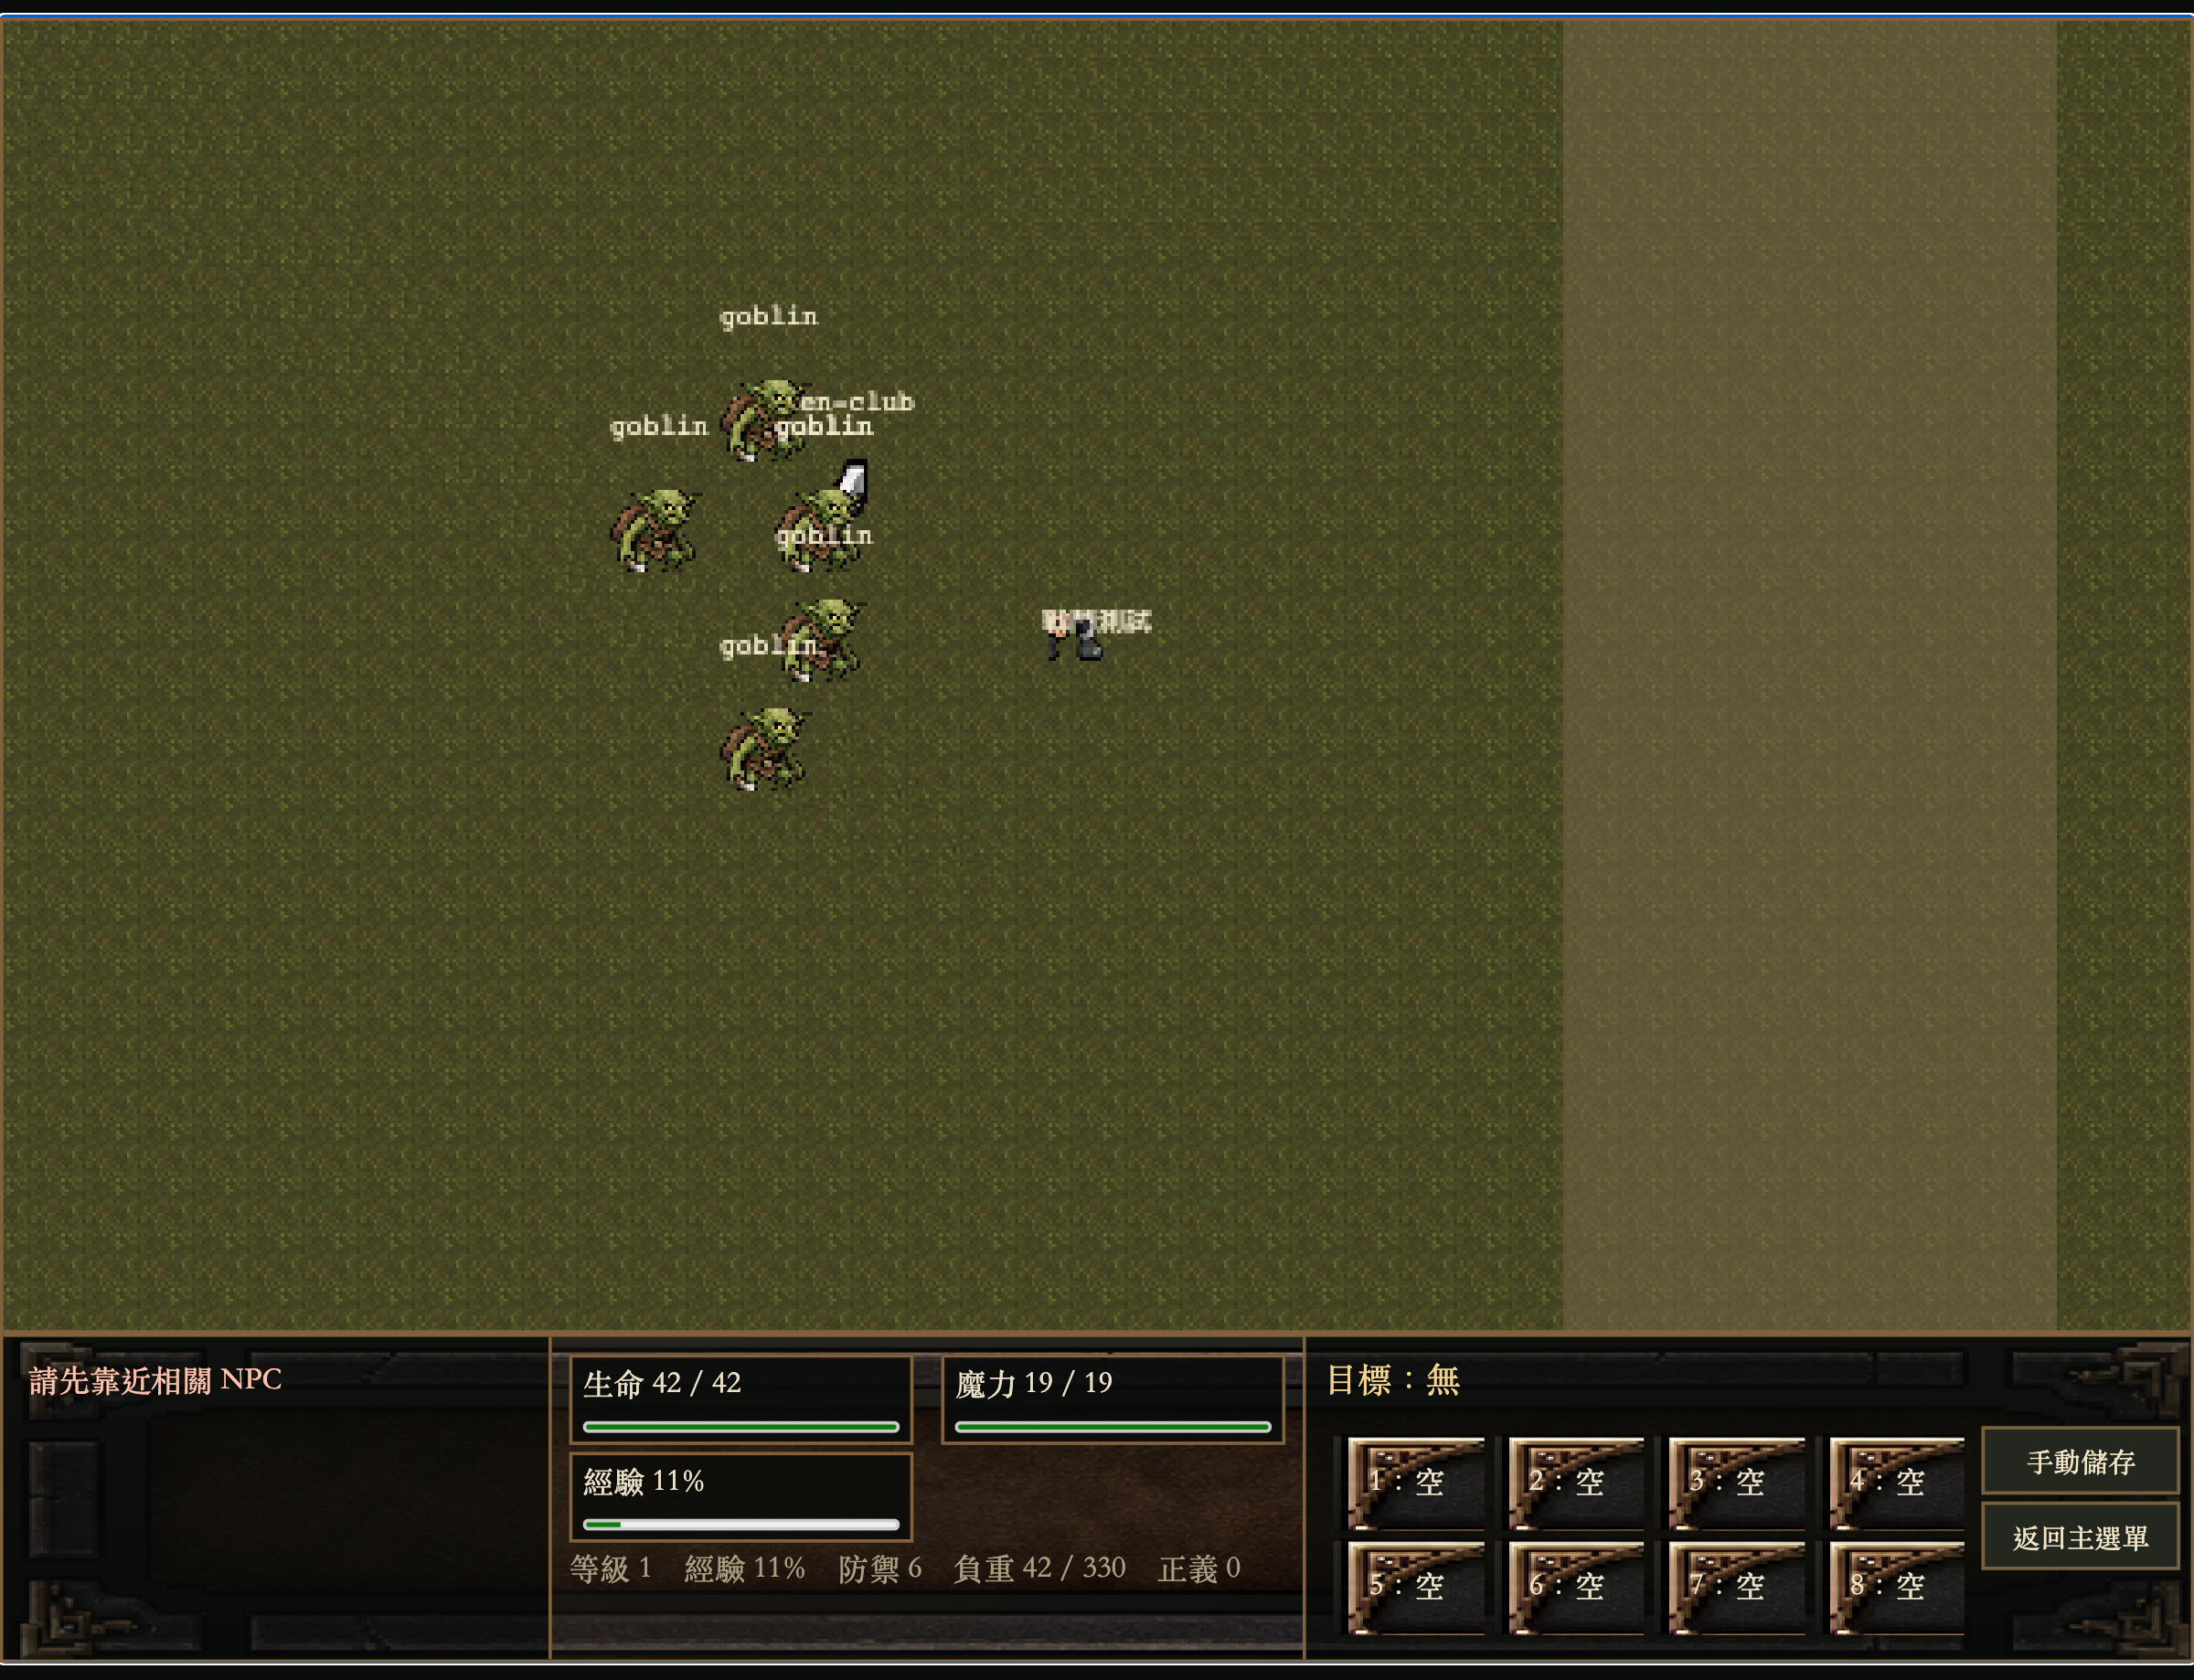 goblin
en-club
goblin
goblin
goblin
goblin
請先靠近相關 NPC
生命 42 / 42
魔力 19 / 19
經驗 11%
等級 1 經驗 11% 防禦 6 負重 42 / 330 正義 0
目標：無
1：空
2：空
3：空
4：空
5：空
6：空
7：空
8：空
手動儲存
返回主選單